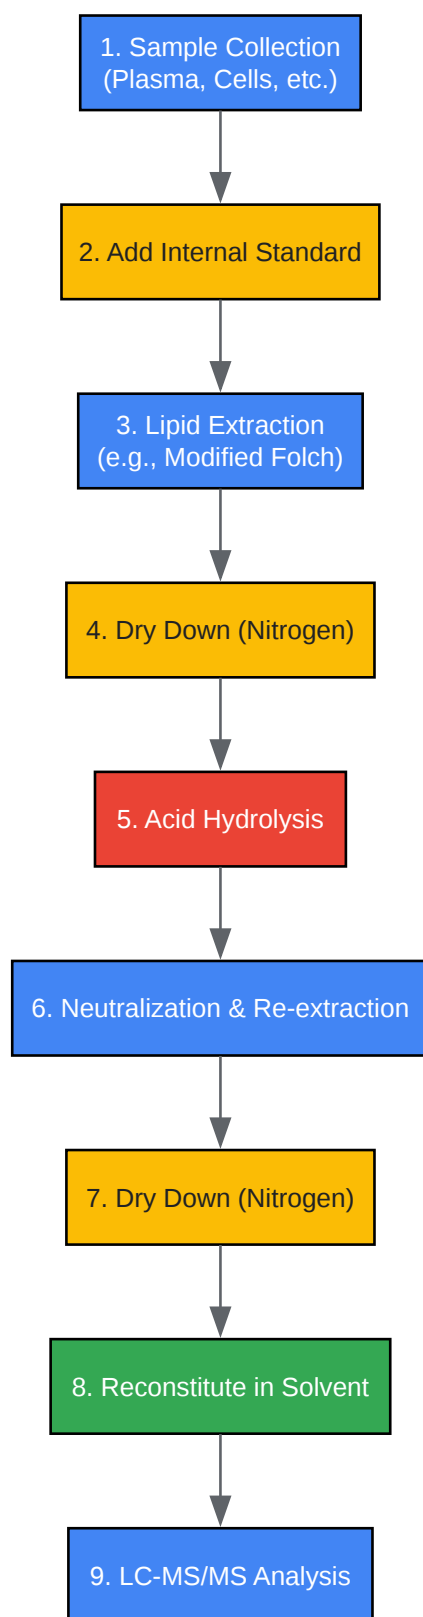 1. Sample Collection
(Plasma, Cells, etc.)
2. Add Internal Standard
3. Lipid Extraction
(e.g., Modified Folch)
4. Dry Down (Nitrogen)
5. Acid Hydrolysis
6. Neutralization & Re-extraction
7. Dry Down (Nitrogen)
8. Reconstitute in Solvent
9. LC-MS/MS Analysis